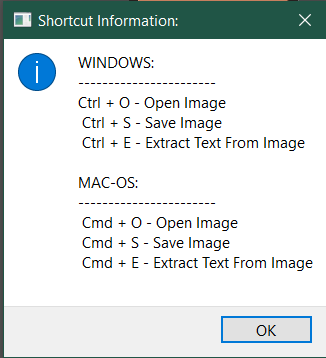 Shortcut Information:
WINDOWS:
-----------------------
Ctrl + O - Open Image
Ctrl + S - Save Image
Ctrl + E - Extract Text From Image
MAC-OS:
-----------------------
Cmd + O - Open Image
Cmd + S - Save Image
Cmd + E - Extract Text From Image
OK